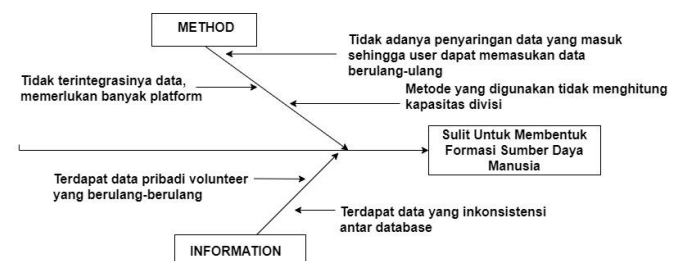 METHOD
Tidak adanya penyaringan data yang masuk
sehingga user dapat memasukan data
berulang-ulang
Tidak terintegrasinya data,
memerlukan banyak platform
Metode yang digunakan tidak menghitung
kapasitas divisi
Sulit Untuk Membentuk
Formasi Sumber Daya
Manusia
Terdapat data pribadi volunteer
yang berulang-berulang
Terdapat data yang inkonsistensi
antar database
INFORMATION